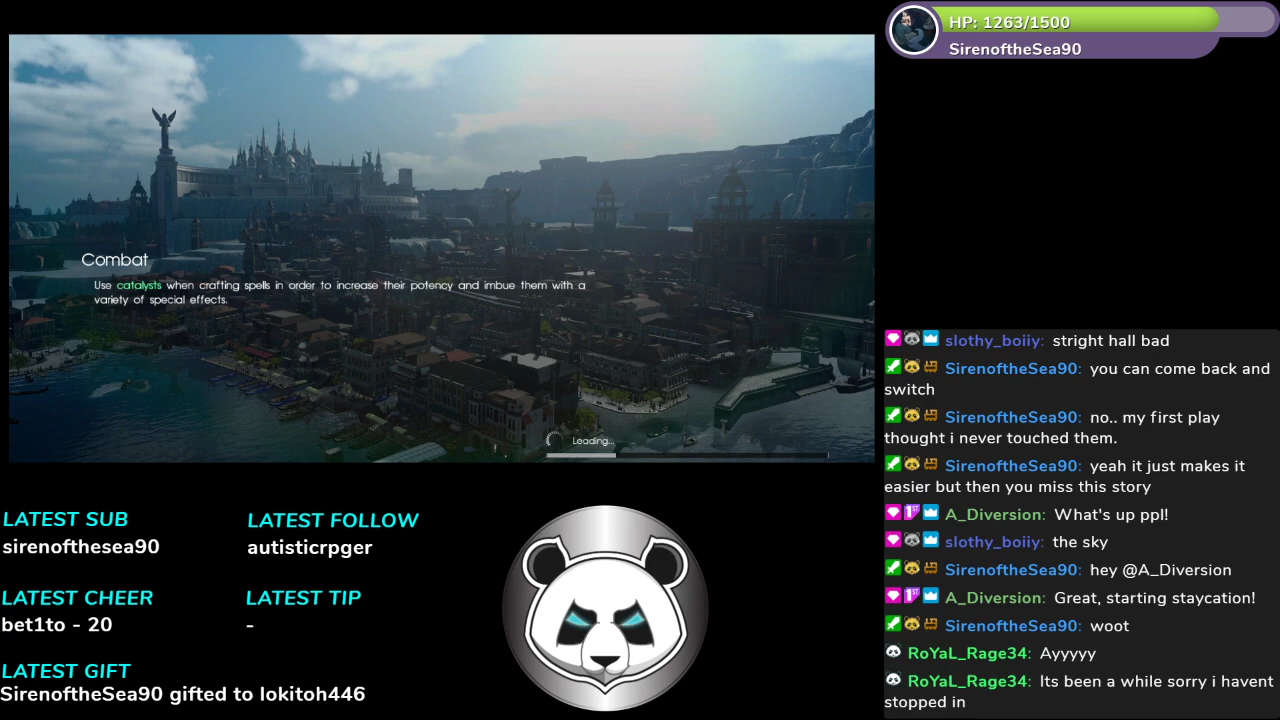 HP: 1263/1500
SirenoftheSea90
Combat
Use catalysts when crafting spells in order to increase their potency and imbue them with a
variety of special effects.
Loading...
LATEST SUB
sirenofthesea90
LATEST FOLLOW
autisticrpger
LATEST CHEER
bet1to - 20
LATEST TIP
-
LATEST GIFT
SirenoftheSea90 gifted to lokitoh446
slothy_boiiy: stright hall bad
SirenoftheSea90: you can come back and
switch
SirenoftheSea90: no.. my first play
thought i never touched them.
SirenoftheSea90: yeah it just makes it
easier but then you miss this story
1ST A_Diversion: What's up ppl!
slothy_boiiy: the sky
SirenoftheSea90: hey @A_Diversion
1ST A_Diversion: Great, starting staycation!
SirenoftheSea90: woot
RoYaL_Rage34: Ayyyyy
RoYaL_Rage34: Its been a while sorry i havent
stopped in